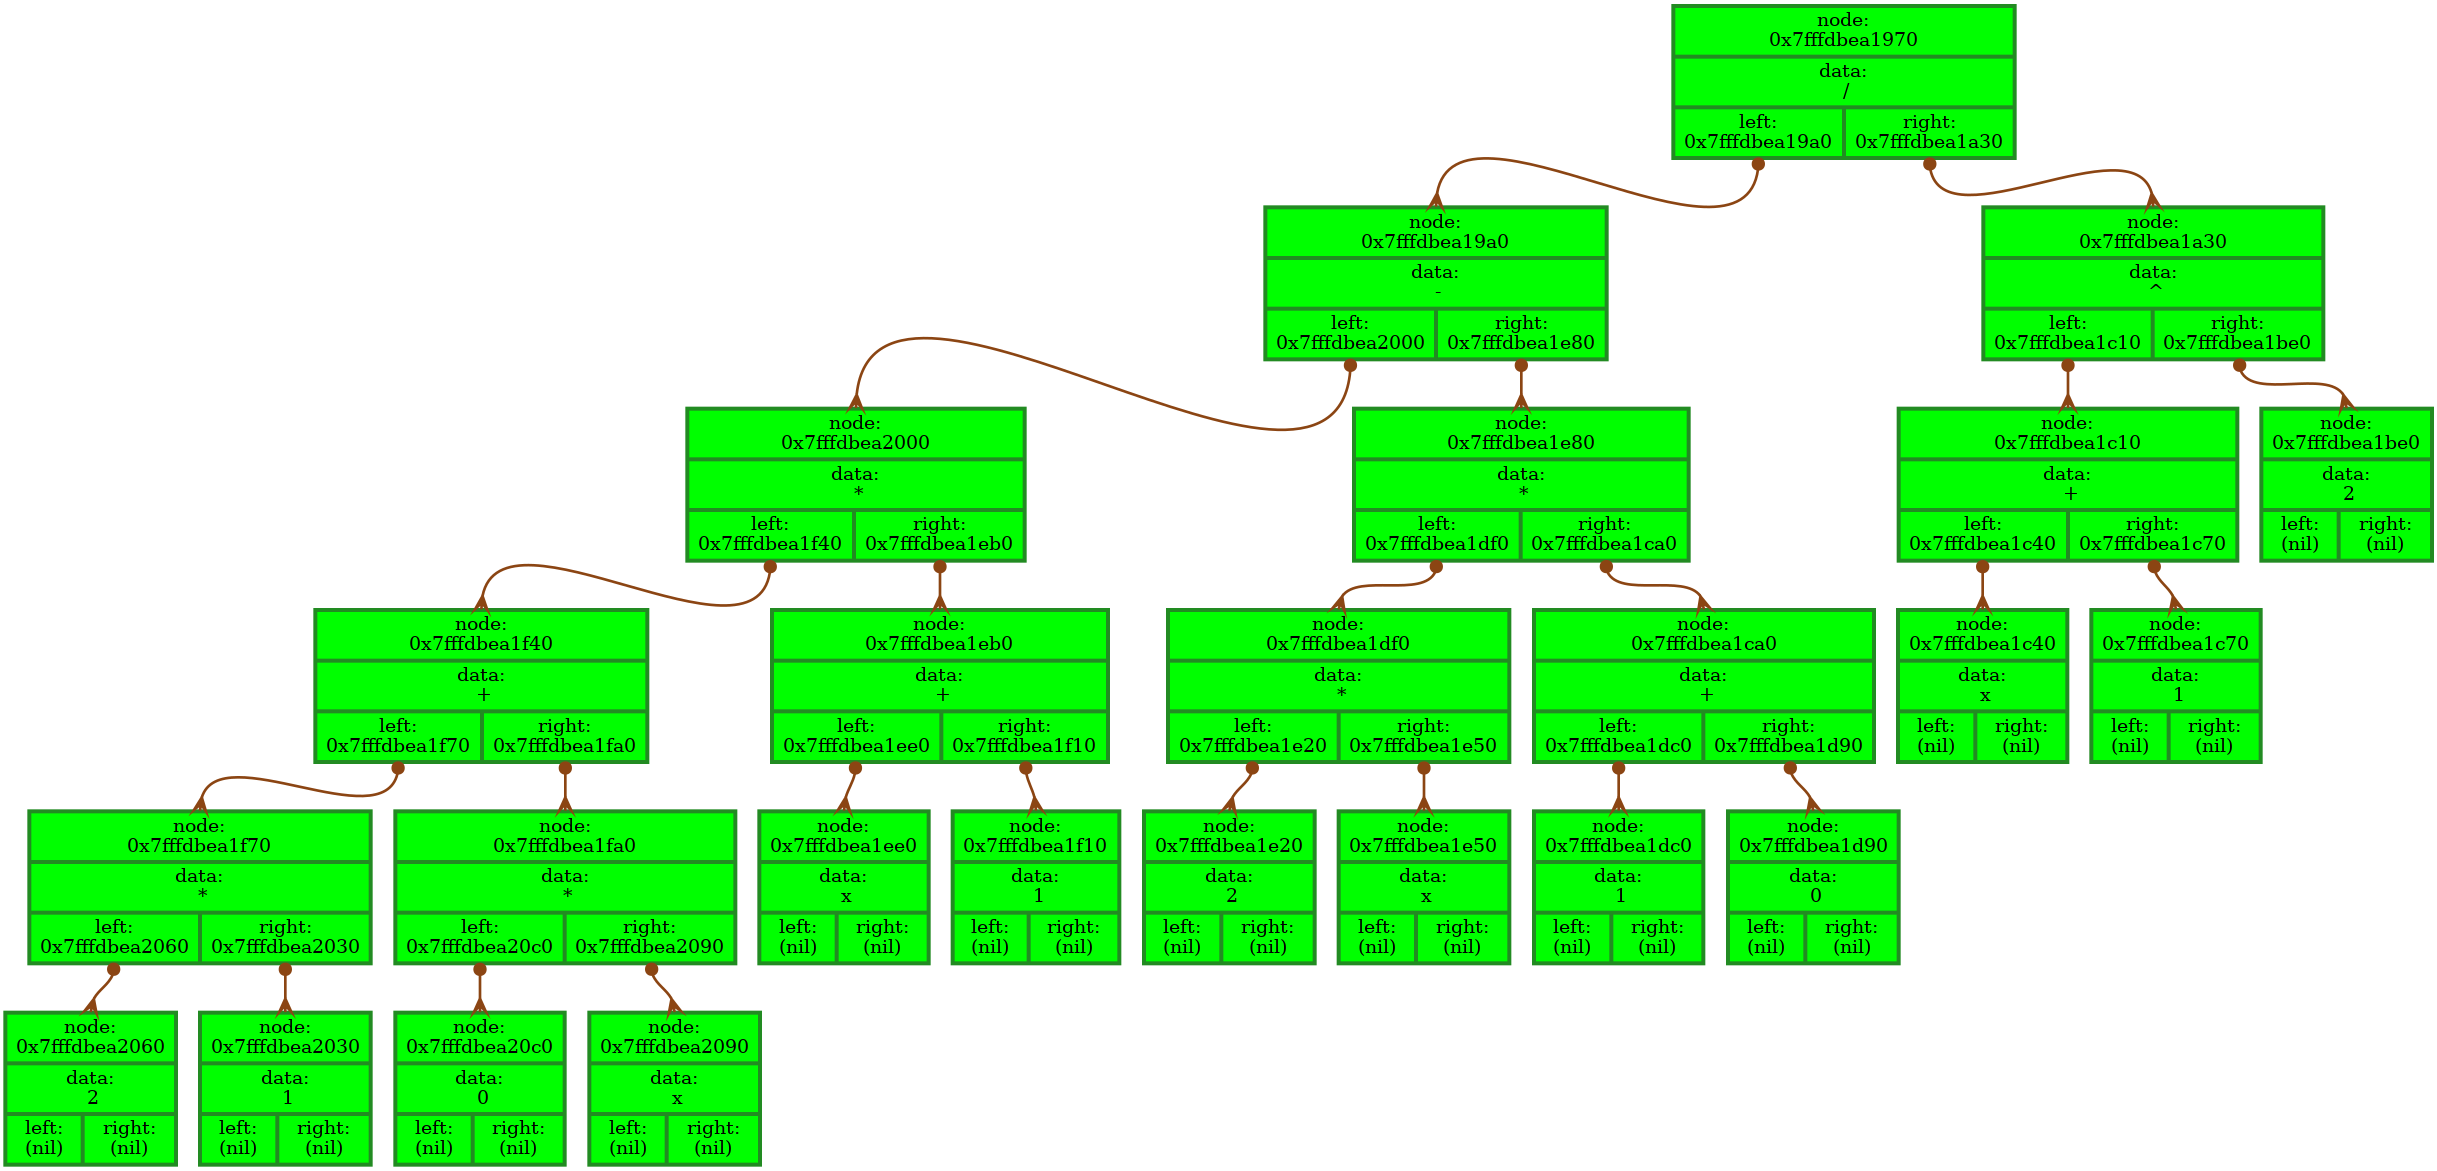 node:
0x7fffdbea1970
data:
/
left:
0x7fffdbea19a0
right:
0x7fffdbea1a30
node:
0x7fffdbea19a0
data:
-
left:
0x7fffdbea2000
right:
0x7fffdbea1e80
node:
0x7fffdbea1a30
data:
^
left:
0x7fffdbea1c10
right:
0x7fffdbea1be0
node:
0x7fffdbea2000
data:
*
left:
0x7fffdbea1f40
right:
0x7fffdbea1eb0
node:
0x7fffdbea1e80
data:
*
left:
0x7fffdbea1df0
right:
0x7fffdbea1ca0
node:
0x7fffdbea1c10
data:
+
left:
0x7fffdbea1c40
right:
0x7fffdbea1c70
node:
0x7fffdbea1be0
data:
2
left:
(nil)
right:
(nil)
node:
0x7fffdbea1f40
data:
+
left:
0x7fffdbea1f70
right:
0x7fffdbea1fa0
node:
0x7fffdbea1eb0
data:
+
left:
0x7fffdbea1ee0
right:
0x7fffdbea1f10
node:
0x7fffdbea1df0
data:
*
left:
0x7fffdbea1e20
right:
0x7fffdbea1e50
node:
0x7fffdbea1ca0
data:
+
left:
0x7fffdbea1dc0
right:
0x7fffdbea1d90
node:
0x7fffdbea1c40
data:
x
left:
(nil)
right:
(nil)
node:
0x7fffdbea1c70
data:
1
left:
(nil)
right:
(nil)
node:
0x7fffdbea1f70
data:
*
left:
0x7fffdbea2060
right:
0x7fffdbea2030
node:
0x7fffdbea1fa0
data:
*
left:
0x7fffdbea20c0
right:
0x7fffdbea2090
node:
0x7fffdbea1ee0
data:
x
left:
(nil)
right:
(nil)
node:
0x7fffdbea1f10
data:
1
left:
(nil)
right:
(nil)
node:
0x7fffdbea1e20
data:
2
left:
(nil)
right:
(nil)
node:
0x7fffdbea1e50
data:
x
left:
(nil)
right:
(nil)
node:
0x7fffdbea1dc0
data:
1
left:
(nil)
right:
(nil)
node:
0x7fffdbea1d90
data:
0
left:
(nil)
right:
(nil)
node:
0x7fffdbea2060
data:
2
left:
(nil)
right:
(nil)
node:
0x7fffdbea2030
data:
1
left:
(nil)
right:
(nil)
node:
0x7fffdbea20c0
data:
0
left:
(nil)
right:
(nil)
node:
0x7fffdbea2090
data:
x
left:
(nil)
right:
(nil)